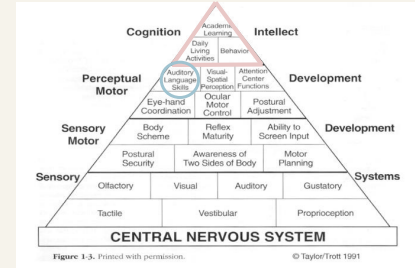 Cognition
Intellect
Academic
Learning
Daily
Living
Activities
Behavior
Perceptual
Motor
Development
Auditory
Language
Skills
Visual-
Spatial
Perception
Attention
Center
Functions
Eye-hand
Coordination
Ocular
Motor
Control
Postural
Adjustment
Sensory
Motor
Development
Body
Scheme
Reflex
Maturity
Ability to
Screen Input
Postural
Security
Awareness of
Two Sides of Body
Motor
Planning
Sensory
Systems
Olfactory
Visual
Auditory
Gustatory
Tactile
Vestibular
Proprioception
CENTRAL NERVOUS SYSTEM
Figure 1-3. Printed with permission.
© Taylor/Trott 1991